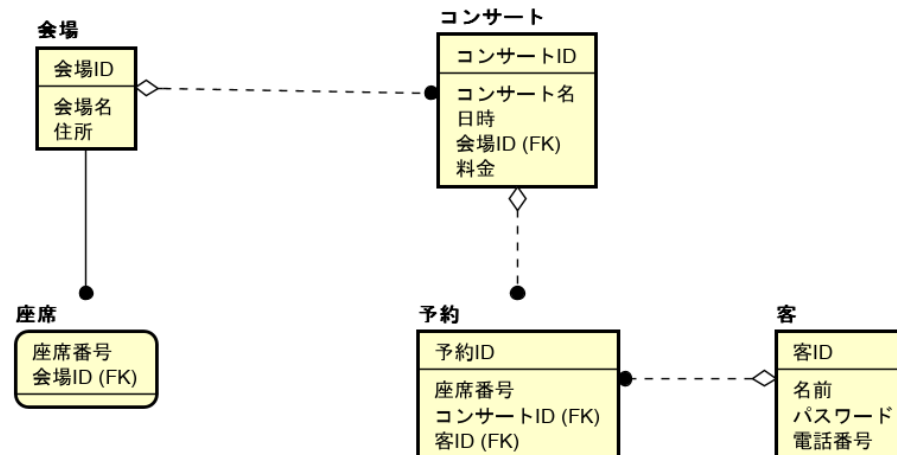 会場
会場ID
会場名
住所
コンサート
コンサートID
コンサート名
日時
会場ID (FK)
料金
座席
座席番号
会場ID (FK)
予約
予約ID
座席番号
コンサートID (FK)
客ID (FK)
客
客ID
名前
パスワード
電話番号